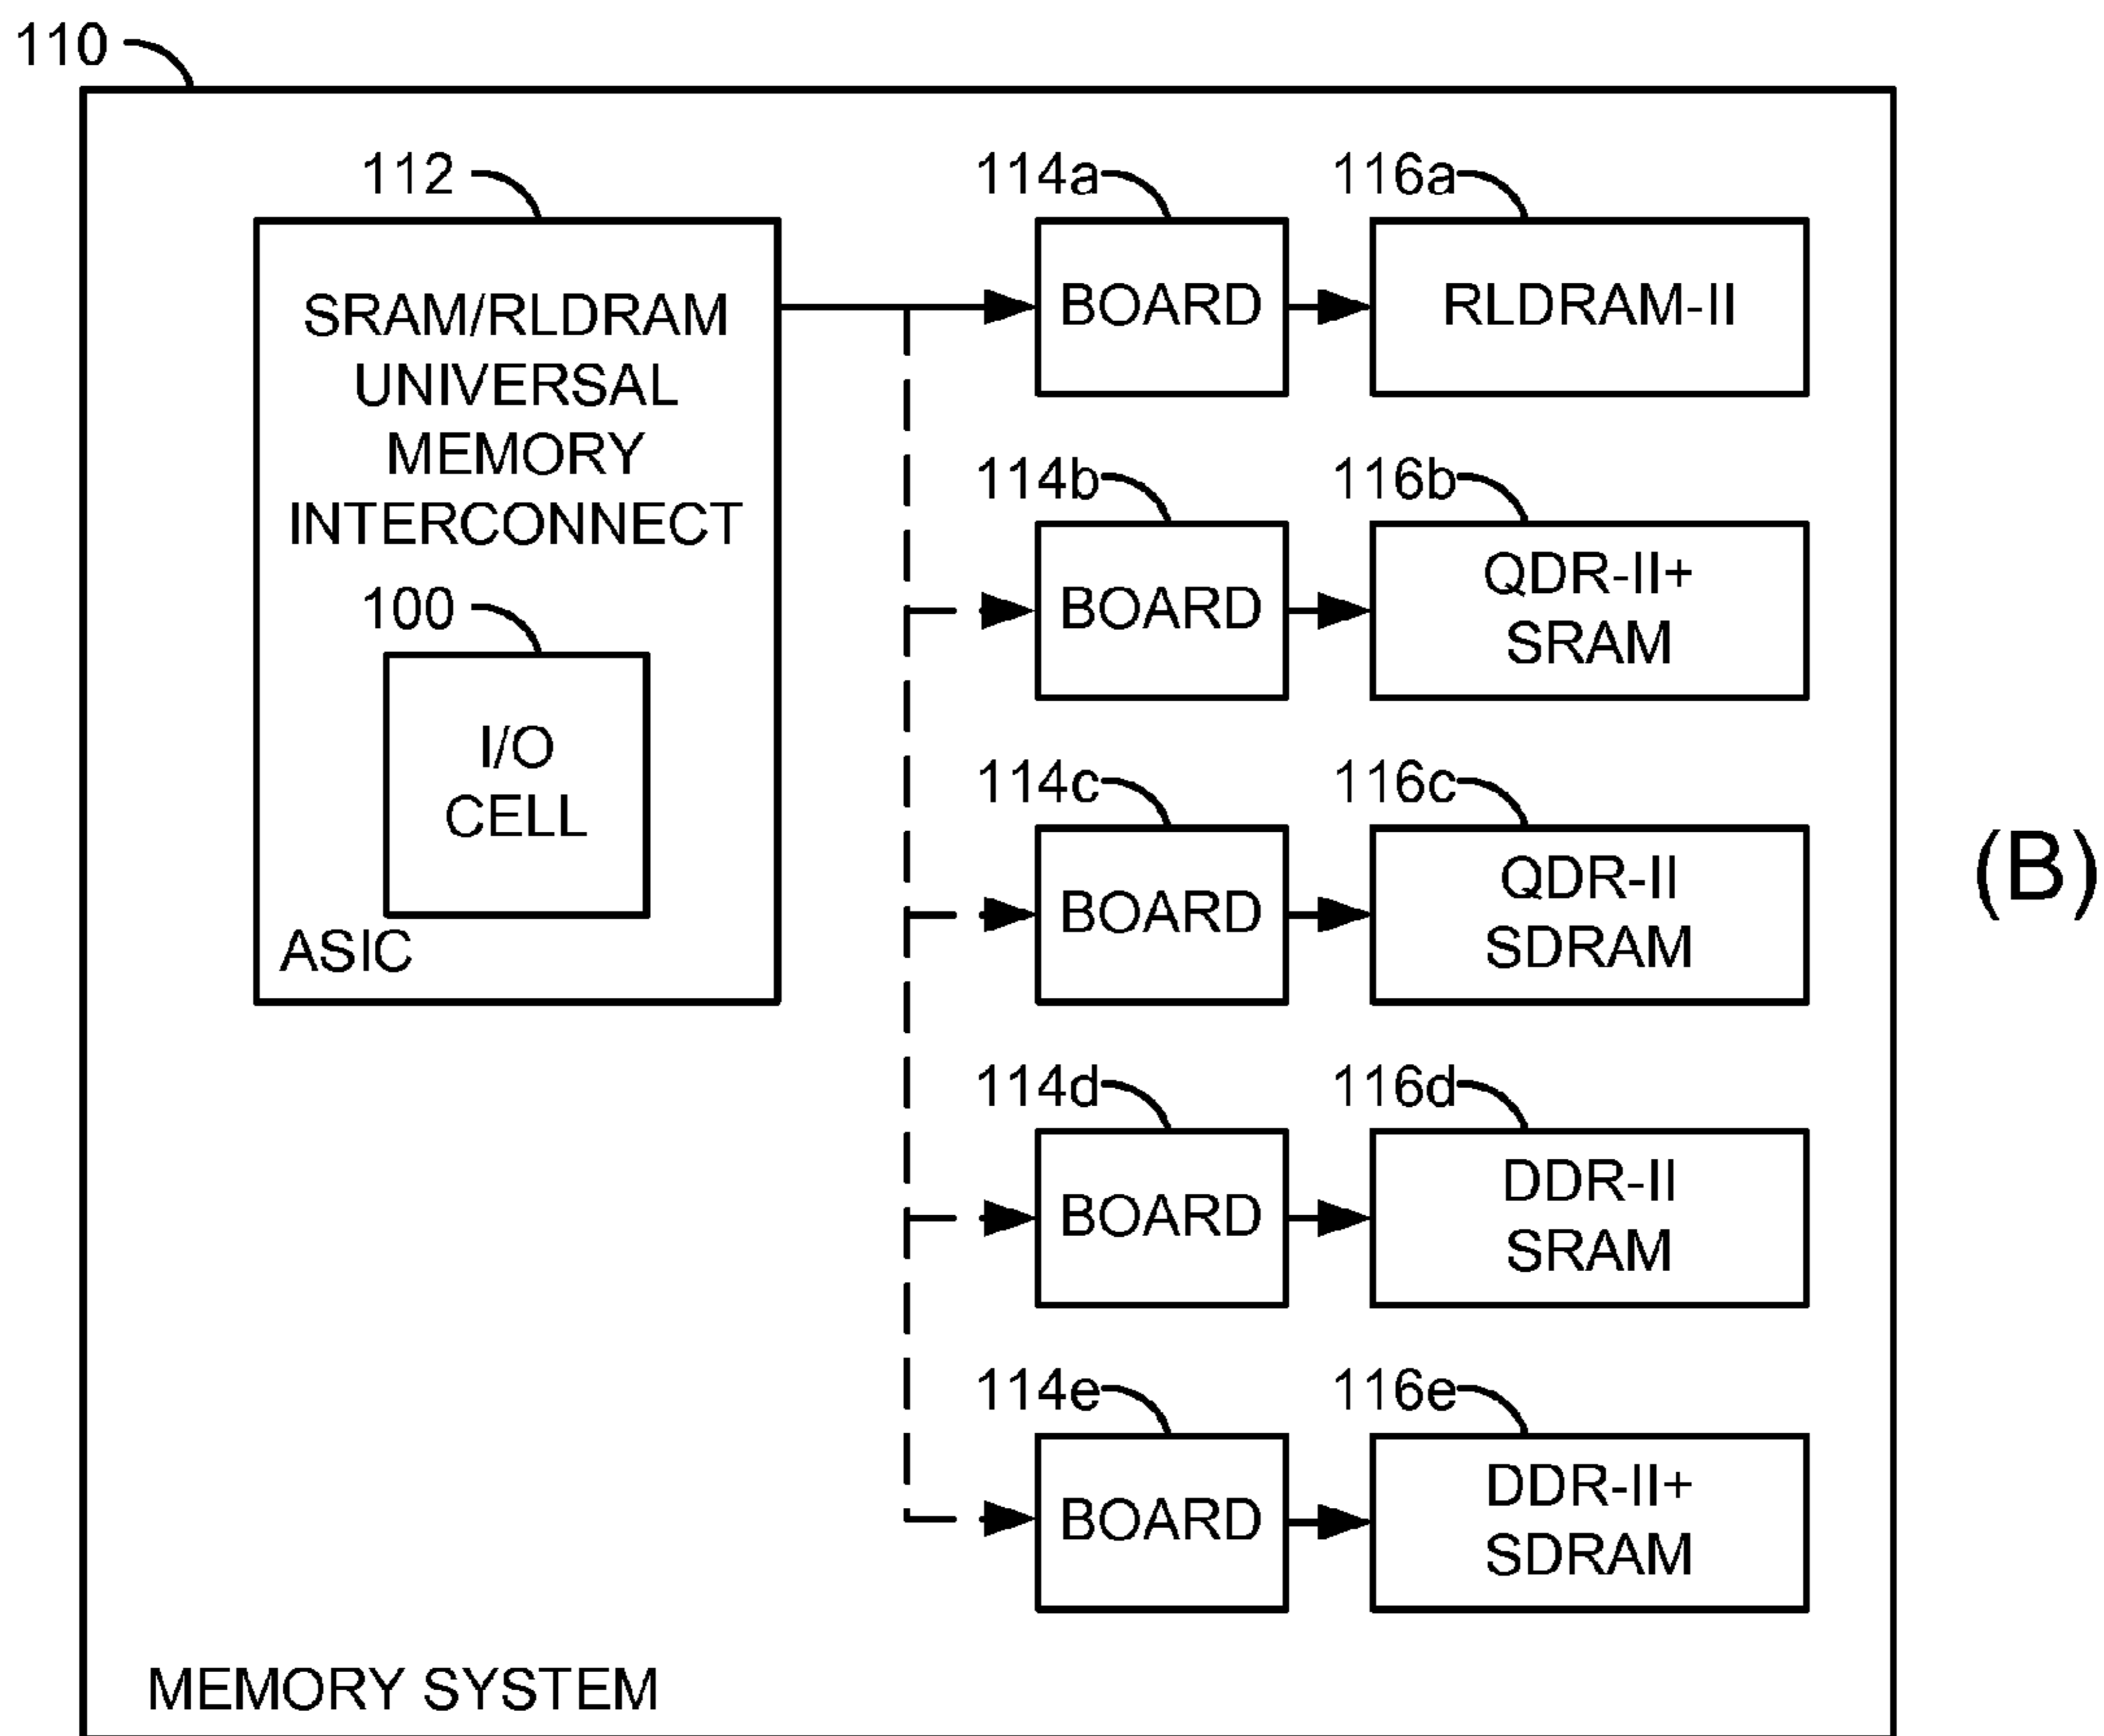 110
112
114a
116a
SRAM/RLDRAM
UNIVERSAL
MEMORY
INTERCONNECT
BOARD
RLDRAM-II
100
I/O
CELL
ASIC
114b
116b
BOARD
QDR-II+
SRAM
114c
116c
BOARD
QDR-II
SDRAM
(B)
114d
116d
BOARD
DDR-II
SRAM
114e
116e
BOARD
DDR-II+
SDRAM
MEMORY SYSTEM